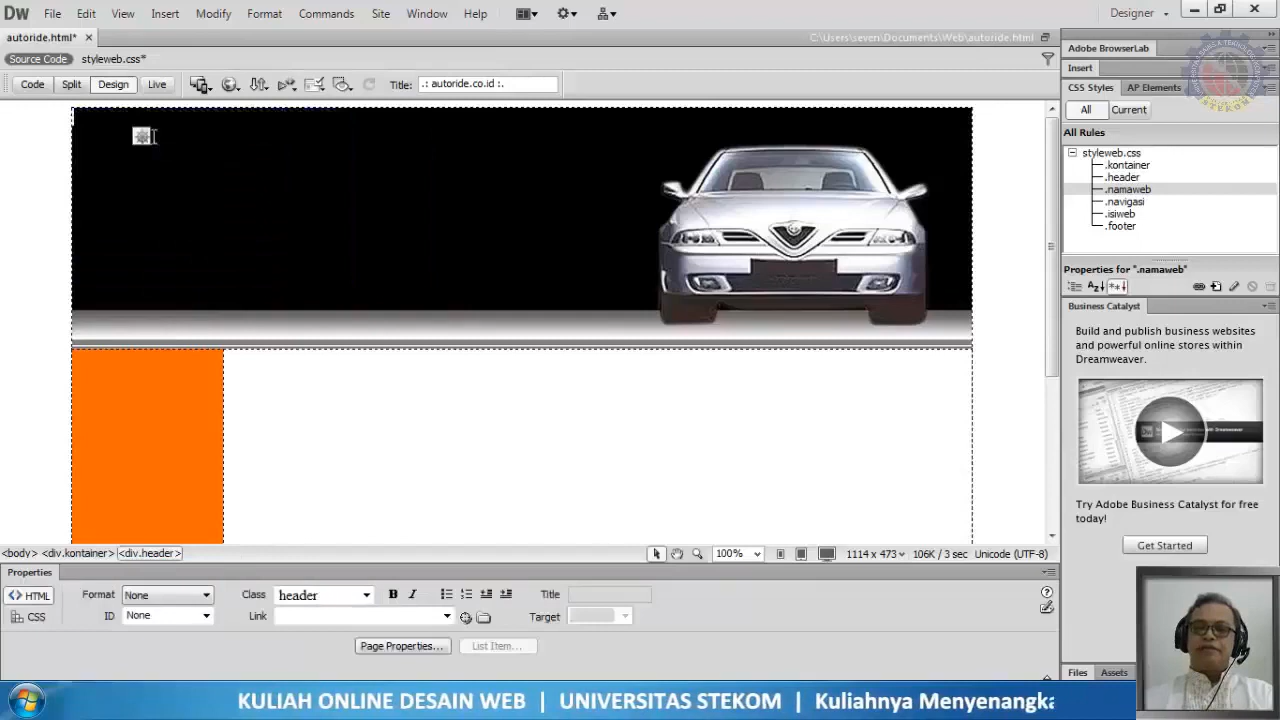 Dw File Edit View Insert Modify Format Commands Site Window Help Designer
autoride.html* C:\Users\seven\Documents\Web\autoride.html
Source Code styleweb.css*
Code Split Design Live Title: .: autoride.co.id :.
Adobe BrowserLab
Insert
CSS Styles AP Elements
All Current
All Rules
styleweb.css
.kontainer
.header
.namaweb
.navigasi
.isiweb
.footer
Properties for ".namaweb"
Business Catalyst
Build and publish business websites
and powerful online stores within
Dreamweaver.
Try Adobe Business Catalyst for free
today!
Get Started
<body> <div.kontainer> <div.header> 100% 1114 x 473 106K / 3 sec Unicode (UTF-8)
Properties
HTML Format None Class header B I Title
CSS ID None Link Target
Page Properties... List Item...
Files Assets
KULIAH ONLINE DESAIN WEB | UNIVERSITAS STEKOM | Kuliahnya Menyenangka
STEKOM